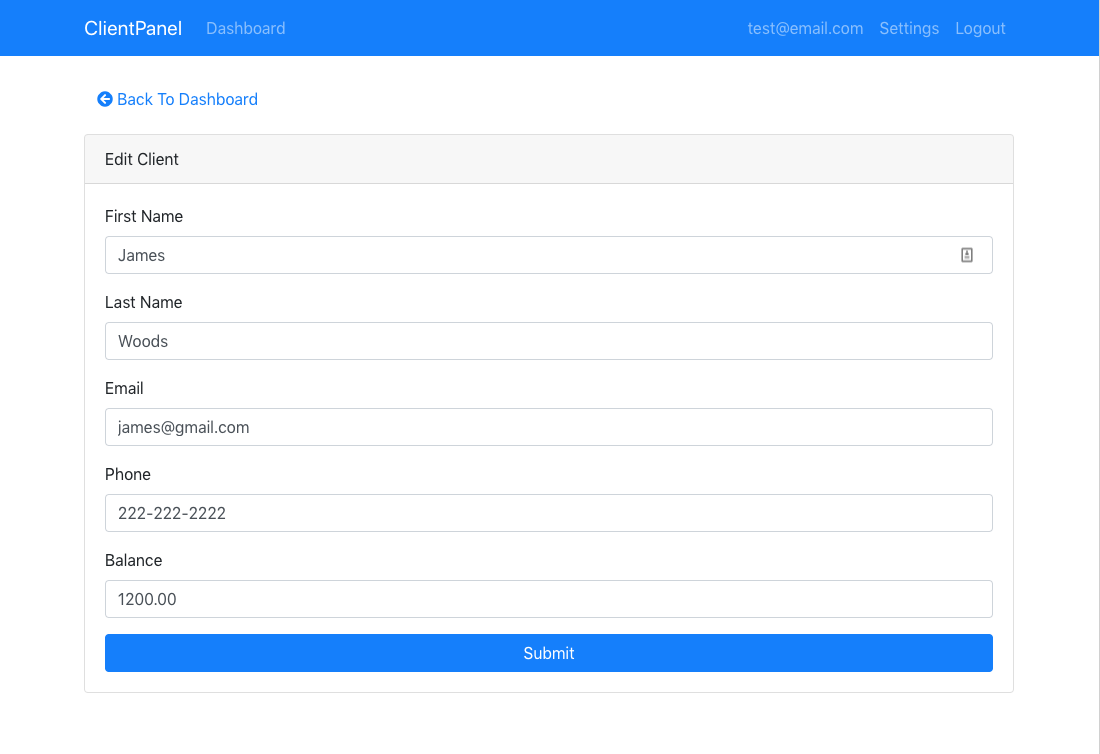 ClientPanel Dashboard test@email.com Settings Logout
Back To Dashboard
Edit Client
First Name
James
Last Name
Woods
Email
james@gmail.com
Phone
222-222-2222
Balance
1200.00
Submit